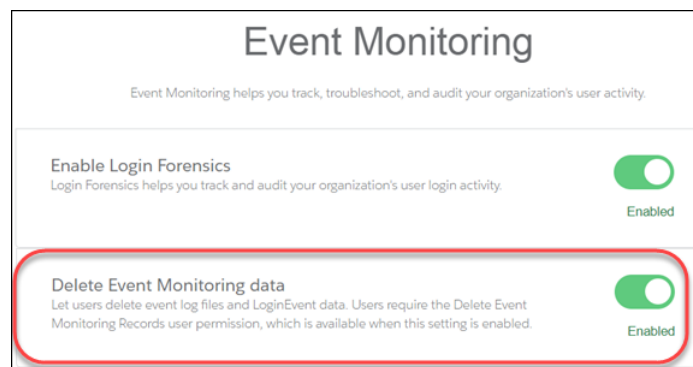 Event Monitoring
Event Monitoring helps you track, troubleshoot, and audit your organization's user activity.
Enable Login Forensics
Login Forensics helps you track and audit your organization's user login activity.
Enabled
Delete Event Monitoring data
Let users delete event log files and LoginEvent data. Users require the Delete Event
Monitoring Records user permission, which is available when this setting is enabled.
Enabled